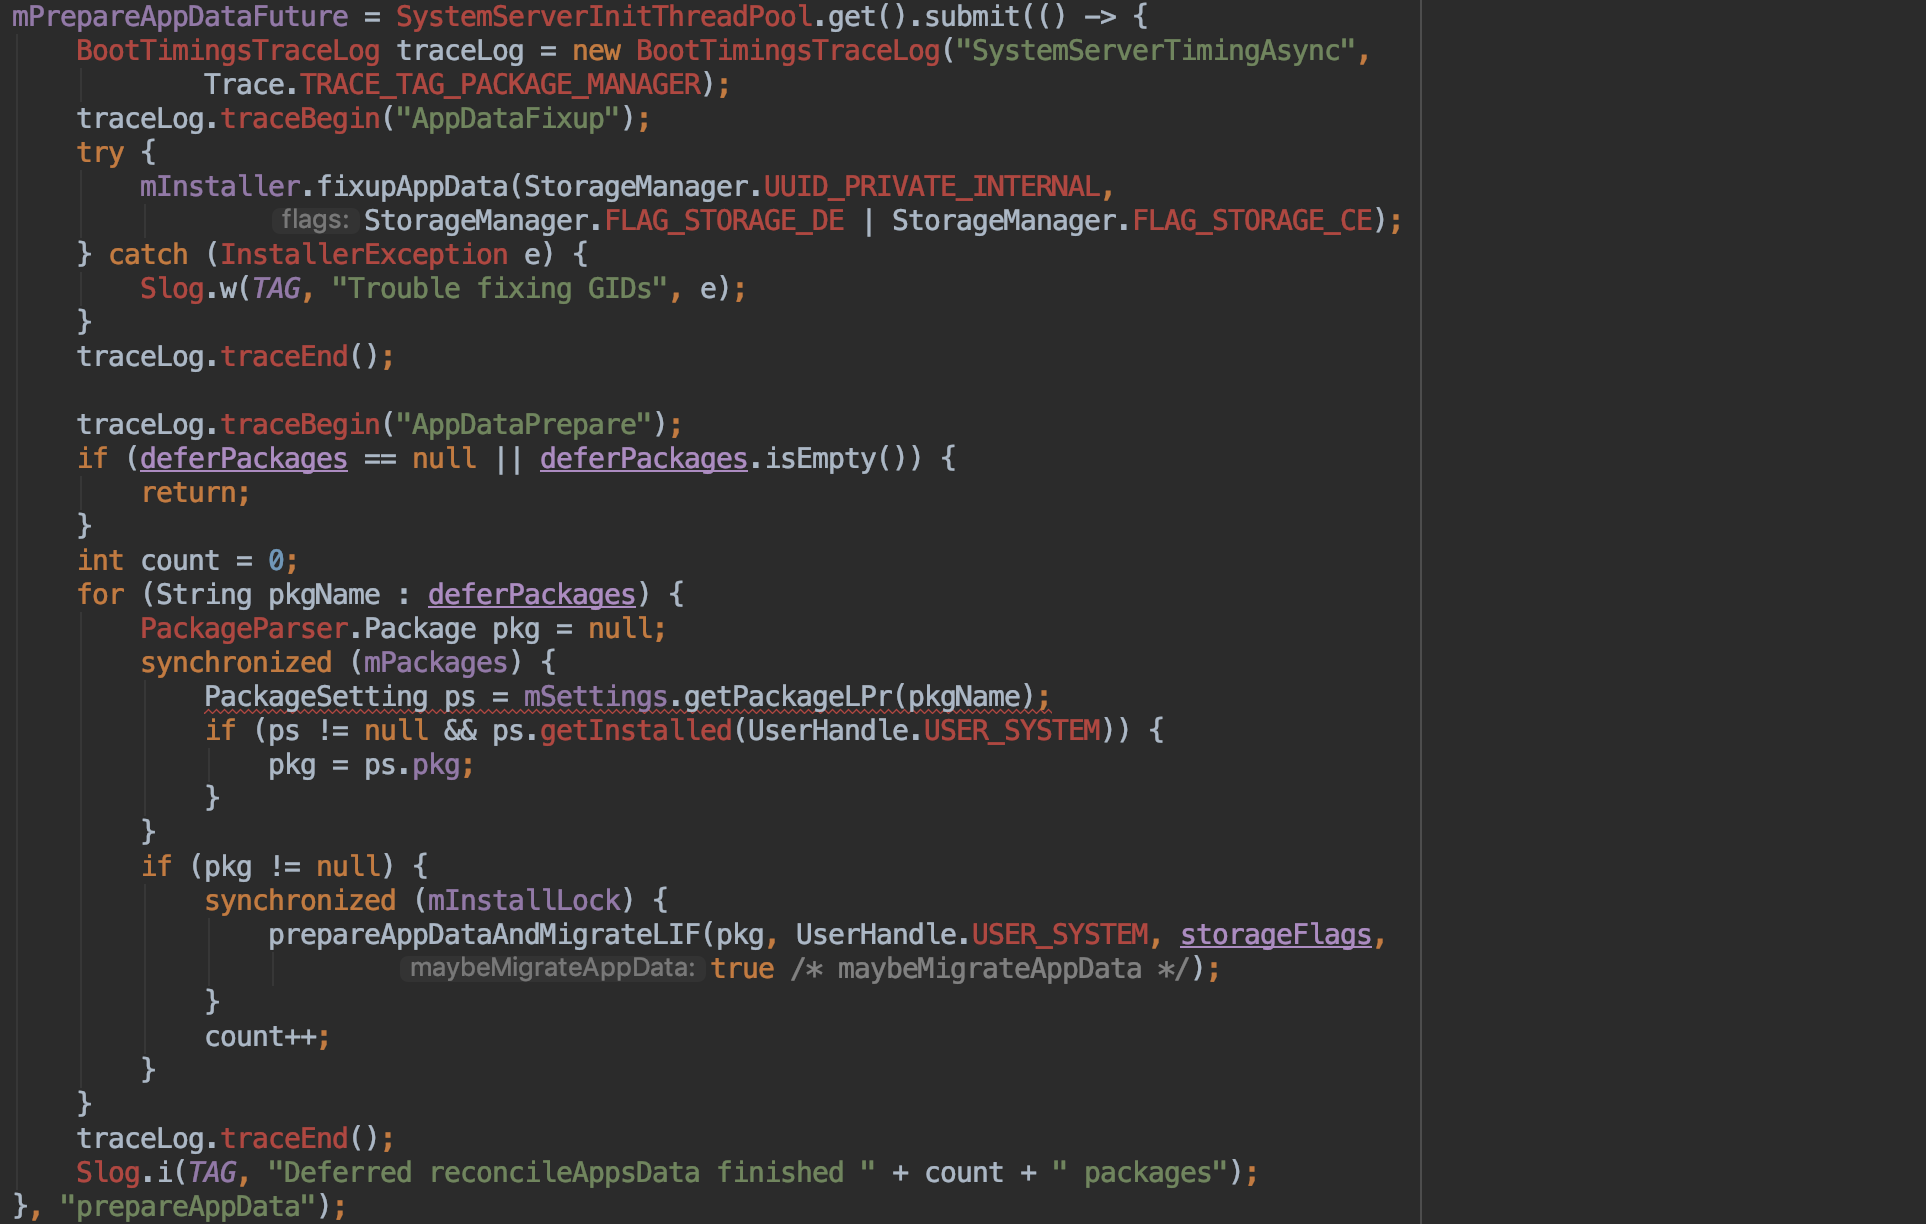 mPrepareAppDataFuture = SystemServerInitThreadPool.get().submit(() -> {
    BootTimingsTraceLog traceLog = new BootTimingsTraceLog("SystemServerTimingAsync",
            Trace.TRACE_TAG_PACKAGE_MANAGER);
    traceLog.traceBegin("AppDataFixup");
    try {
        mInstaller.fixupAppData(StorageManager.UUID_PRIVATE_INTERNAL,
                flags: StorageManager.FLAG_STORAGE_DE | StorageManager.FLAG_STORAGE_CE);
    } catch (InstallerException e) {
        Slog.w(TAG, "Trouble fixing GIDs", e);
    }
    traceLog.traceEnd();

    traceLog.traceBegin("AppDataPrepare");
    if (deferPackages == null || deferPackages.isEmpty()) {
        return;
    }
    int count = 0;
    for (String pkgName : deferPackages) {
        PackageParser.Package pkg = null;
        synchronized (mPackages) {
            PackageSetting ps = mSettings.getPackageLPr(pkgName);
            if (ps != null && ps.getInstalled(UserHandle.USER_SYSTEM)) {
                pkg = ps.pkg;
            }
        }
        if (pkg != null) {
            synchronized (mInstallLock) {
                prepareAppDataAndMigrateLIF(pkg, UserHandle.USER_SYSTEM, storageFlags,
                        maybeMigrateAppData: true /* maybeMigrateAppData */);
            }
            count++;
        }
    }
    traceLog.traceEnd();
    Slog.i(TAG, "Deferred reconcileAppsData finished " + count + " packages");
}, "prepareAppData");